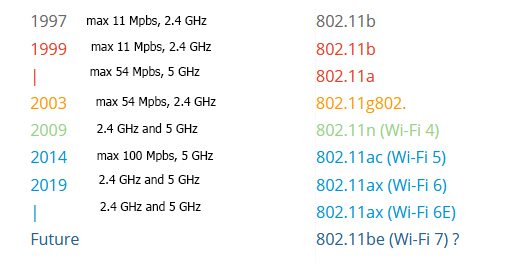 1997 max 11 Mpbs, 2.4 GHz 802.11b
1999 max 11 Mpbs, 2.4 GHz 802.11b
| max 54 Mpbs, 5 GHz 802.11a
2003 max 54 Mpbs, 2.4 GHz 802.11g802.
2009 2.4 GHz and 5 GHz 802.11n (Wi-Fi 4)
2014 max 100 Mpbs, 5 GHz 802.11ac (Wi-Fi 5)
2019 2.4 GHz and 5 GHz 802.11ax (Wi-Fi 6)
| 2.4 GHz and 5 GHz 802.11ax (Wi-Fi 6E)
Future 802.11be (Wi-Fi 7) ?